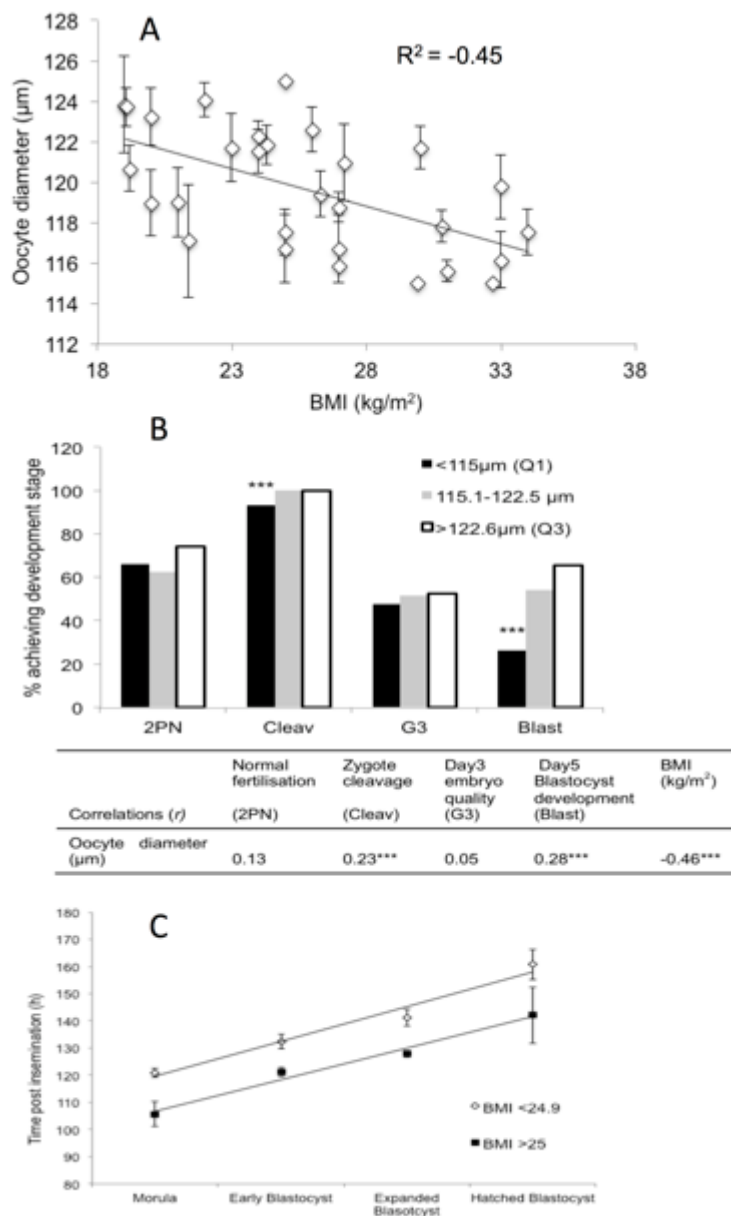 A
R² = -0.45
Oocyte diameter (µm)
128
126
124
122
120
118
116
114
112
18
23
28
33
38
BMI (kg/m²)
B
% achieving development stage
120
100
80
60
40
20
0
***
***
<115µm (Q1)
115.1-122.5 µm
>122.6µm (Q3)
2PN
Cleav
G3
Blast
Correlations (r)
Normal fertilisation (2PN)
Zygote cleavage (Cleav)
Day3 embryo quality (G3)
Day5 Blastocyst development (Blast)
BMI (kg/m²)
Oocyte diameter (µm)
0.13
0.23***
0.05
0.28***
-0.46***
C
Time post insemination (h)
180
170
160
150
140
130
120
110
100
90
80
BMI <24.9
BMI >25
Morula
Early Blastocyst
Expanded Blasotcyst
Hatched Blastocyst